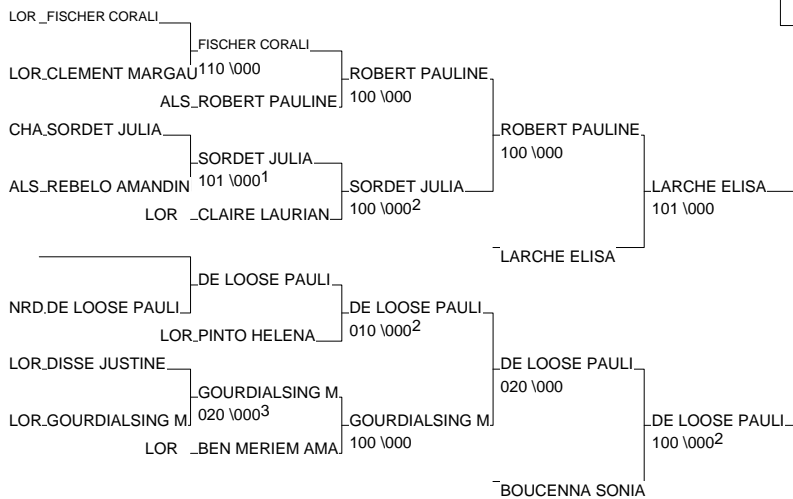 LOR FISCHER CORALI
FISCHER CORALI
LOR CLEMENT MARGAU
110 \000
ROBERT PAULINE
ALS ROBERT PAULINE
100 \000
CHA SORDET JULIA
ROBERT PAULINE
SORDET JULIA
100 \000
101 \0001
ALS REBELO AMANDIN
SORDET JULIA
LARCHE ELISA
100 \0002
101 \000
LOR CLAIRE LAURIAN
LARCHE ELISA
DE LOOSE PAULI
NRD DE LOOSE PAULI
DE LOOSE PAULI
010 \0002
LOR PINTO HELENA
LOR DISSE JUSTINE
DE LOOSE PAULI
020 \000
GOURDIALSING M
020 \0003
LOR GOURDIALSING M
GOURDIALSING M
DE LOOSE PAULI
100 \000
100 \0002
LOR BEN MERIEM AMA
BOUCENNA SONIA